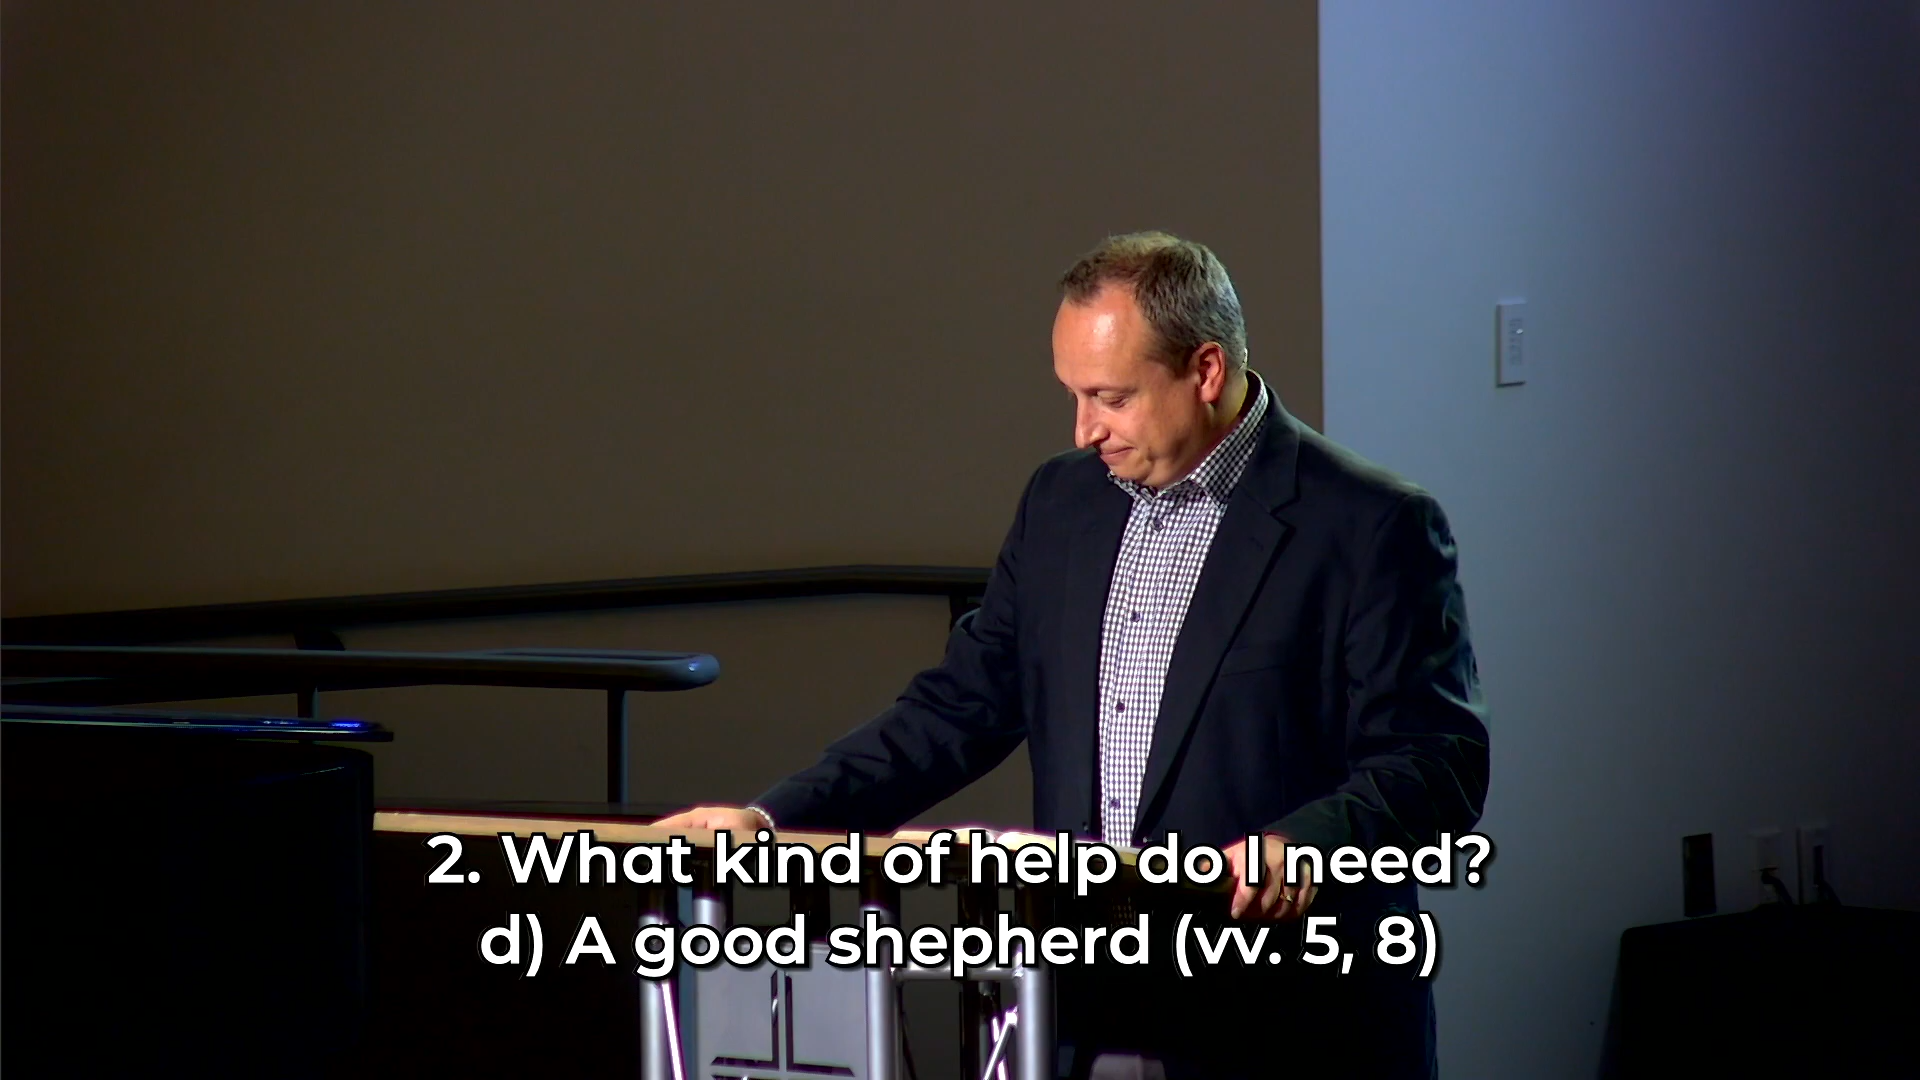 2. What kind of help do I need?
d) A good shepherd (vv. 5, 8)